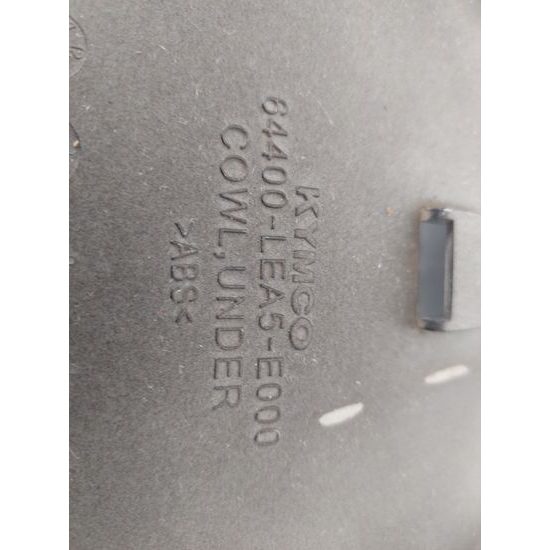 KYMCO
64400-LEA5-E000
COWL,UNDER
>ABS<